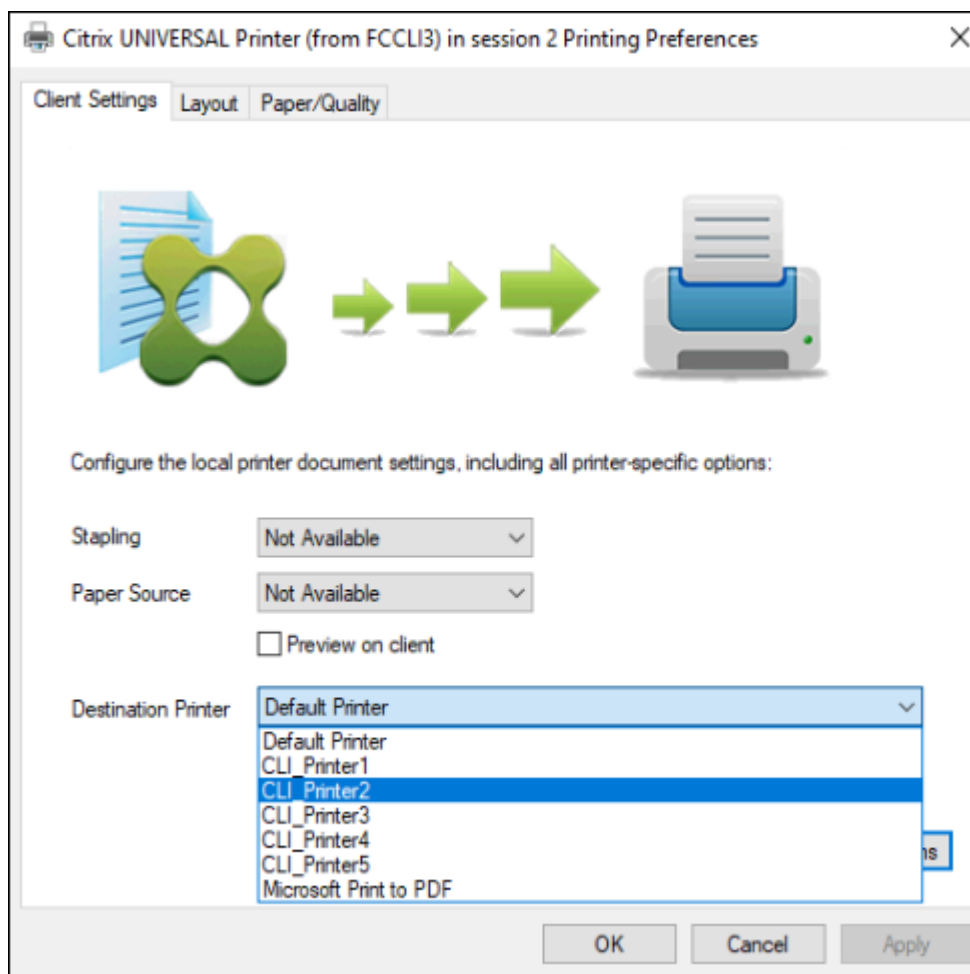 Citrix UNIVERSAL Printer (from FCCLI3) in session 2 Printing Preferences
Client Settings Layout Paper/Quality
Configure the local printer document settings, including all printer-specific options:
Stapling Not Available
Paper Source Not Available
Preview on client
Destination Printer Default Printer
Default Printer
CLI_Printer1
CLI_Printer2
CLI_Printer3
CLI_Printer4
CLI_Printer5
Microsoft Print to PDF
OK Cancel Apply